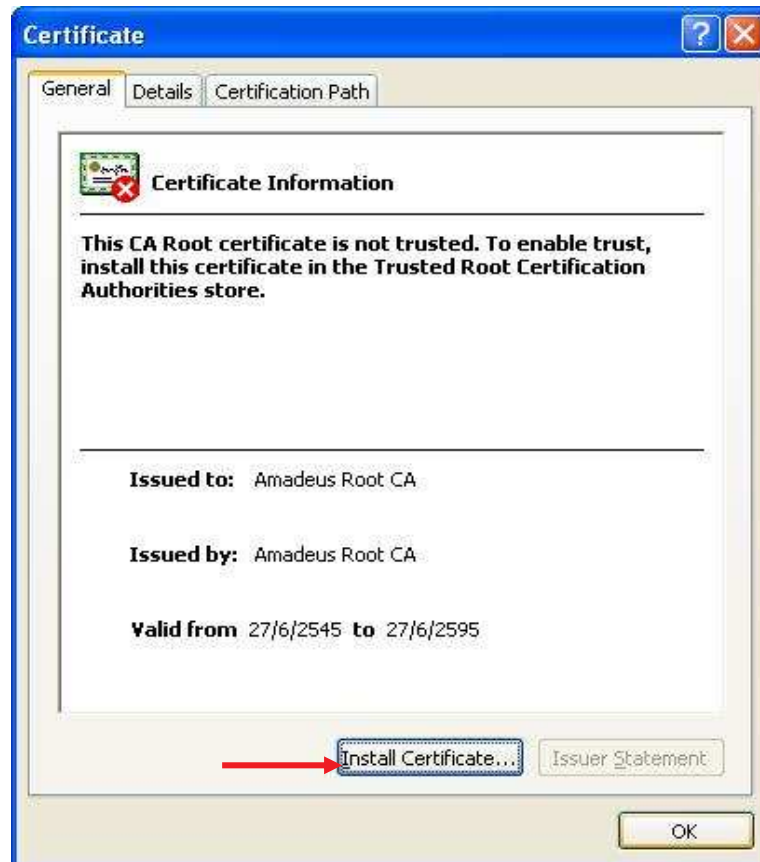 Certificate
General Details Certification Path
Certificate Information
This CA Root certificate is not trusted. To enable trust,
install this certificate in the Trusted Root Certification
Authorities store.
Issued to: Amadeus Root CA
Issued by: Amadeus Root CA
Valid from 27/6/2545 to 27/6/2595
Install Certificate... Issuer Statement
OK